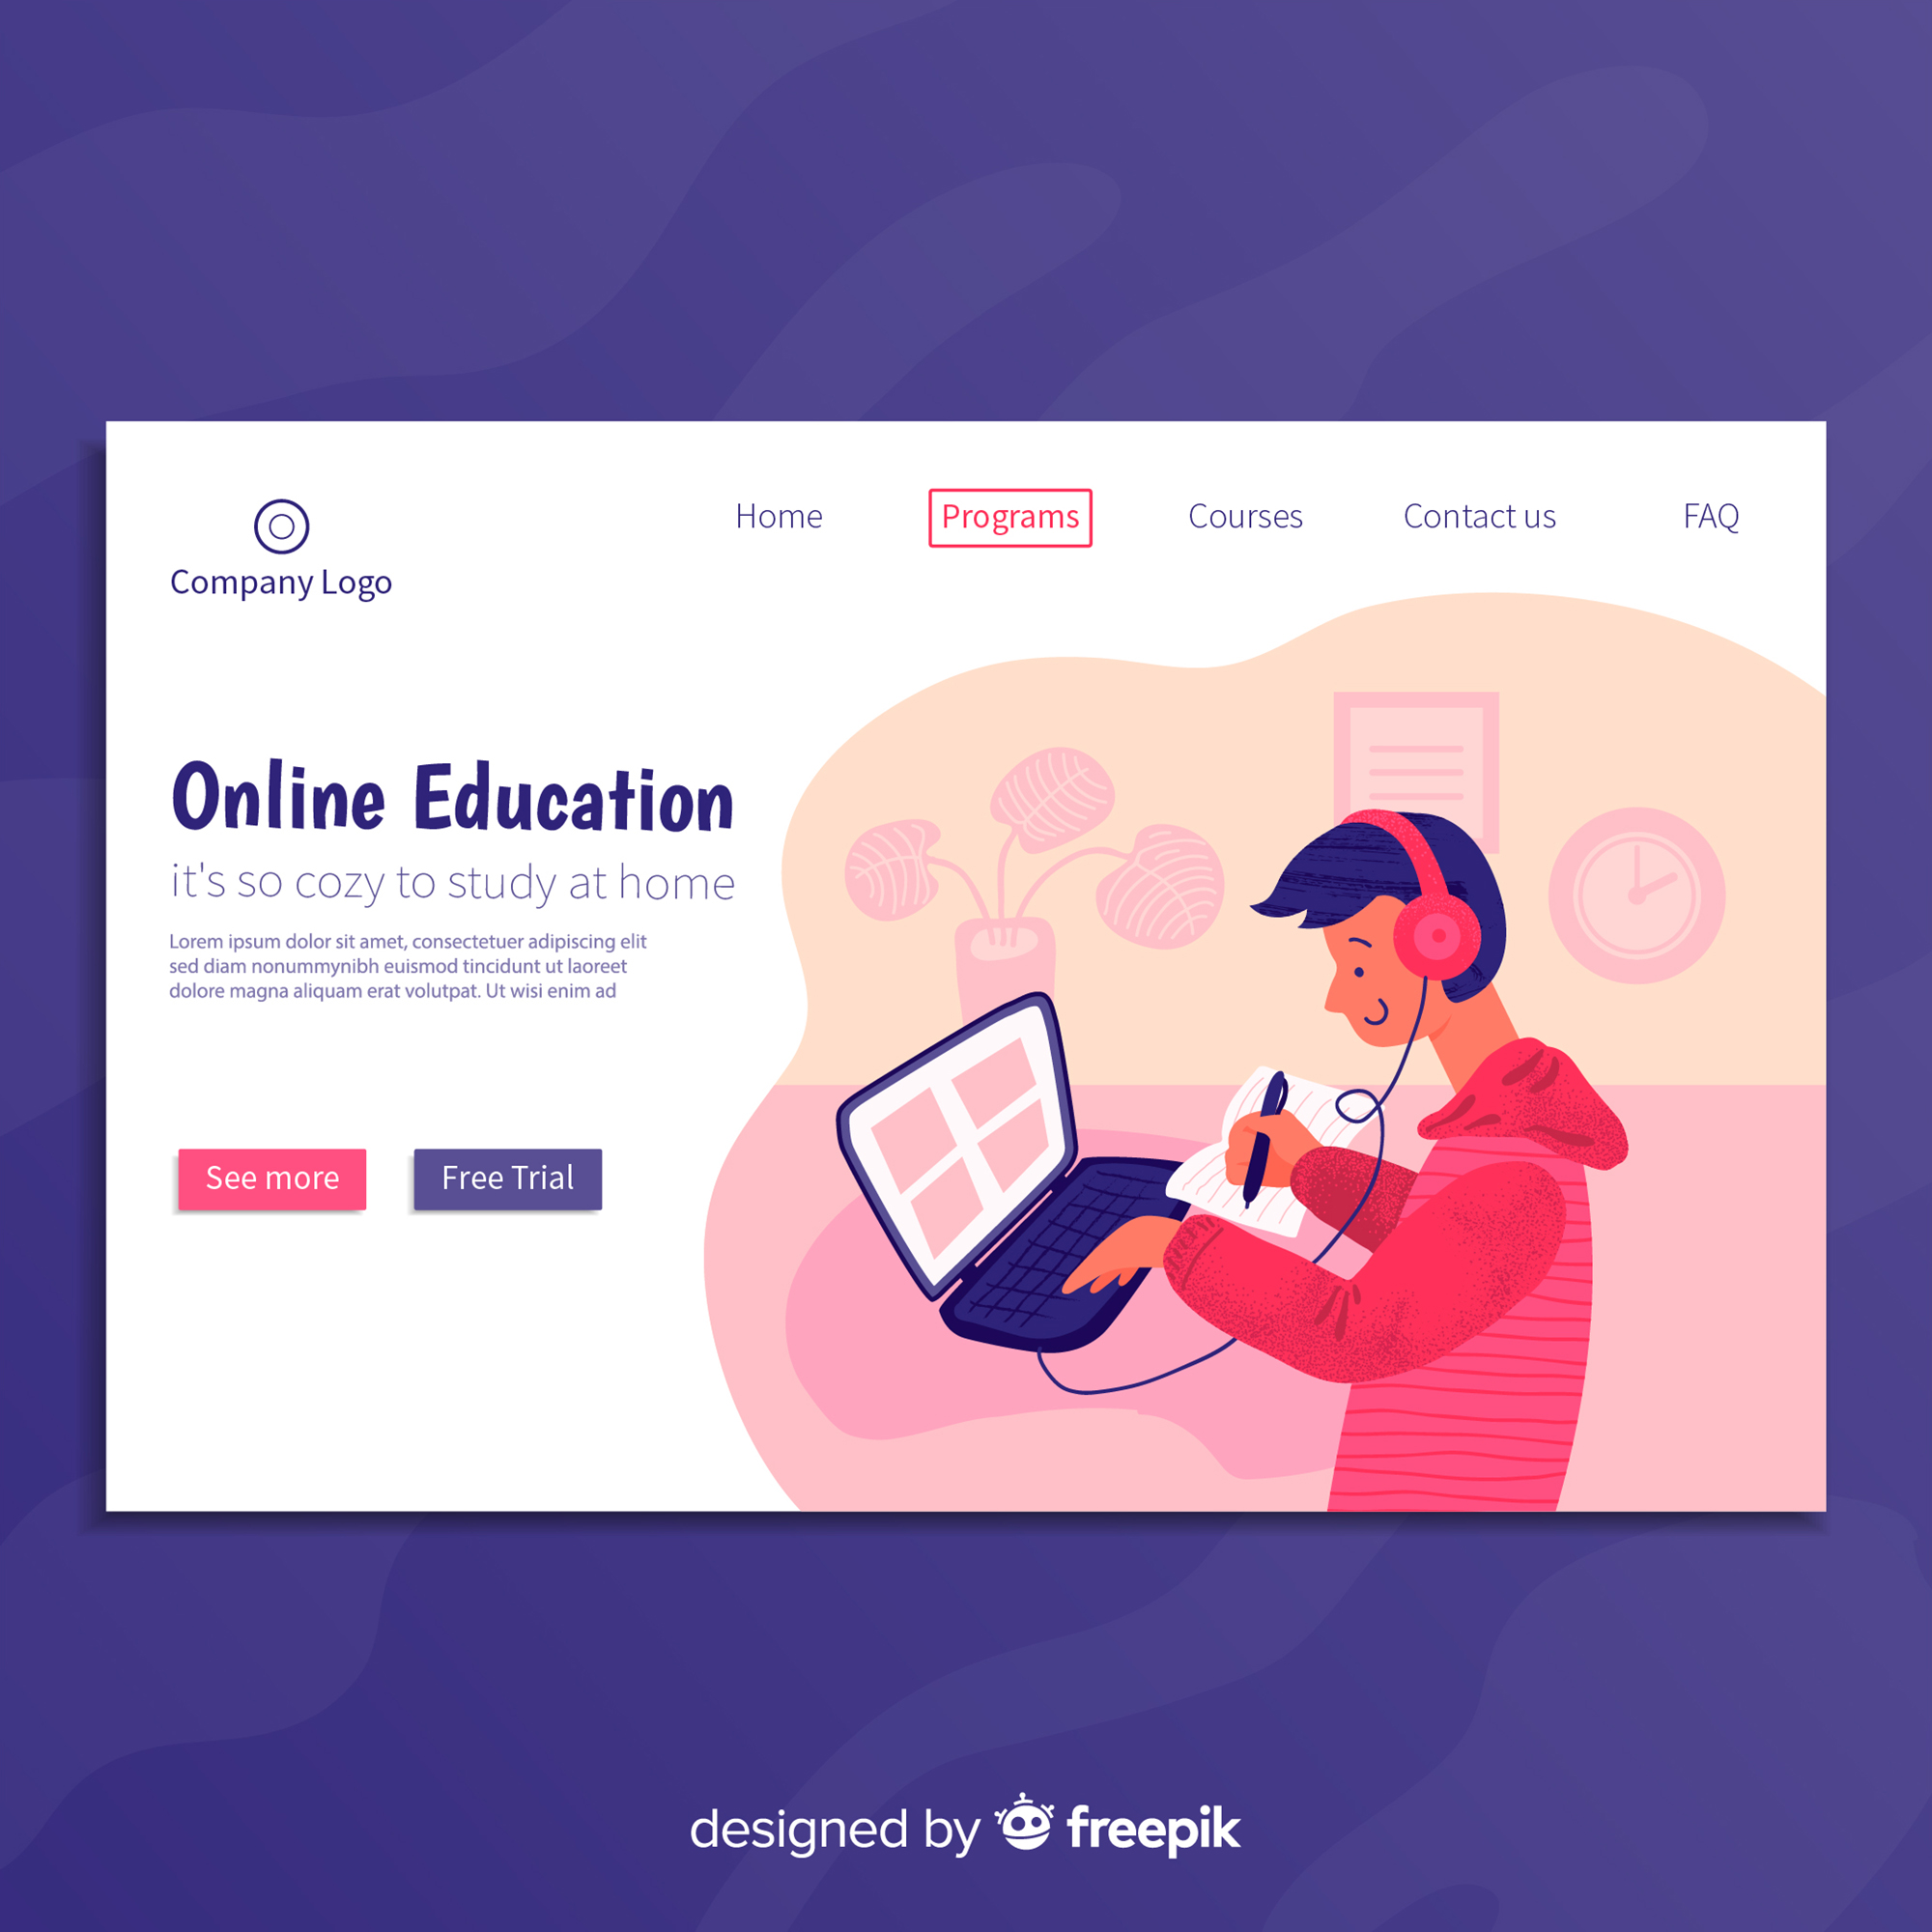 Company Logo
Home
Programs
Courses
Contact us
FAQ
Online Education
it's so cozy to study at home
Lorem ipsum dolor sit amet, consectetuer adipiscing elit
sed diam nonummynibh euismod tincidunt ut laoreet
dolore magna aliquam erat volutpat. Ut wisi enim ad
See more
Free Trial
designed by freepik